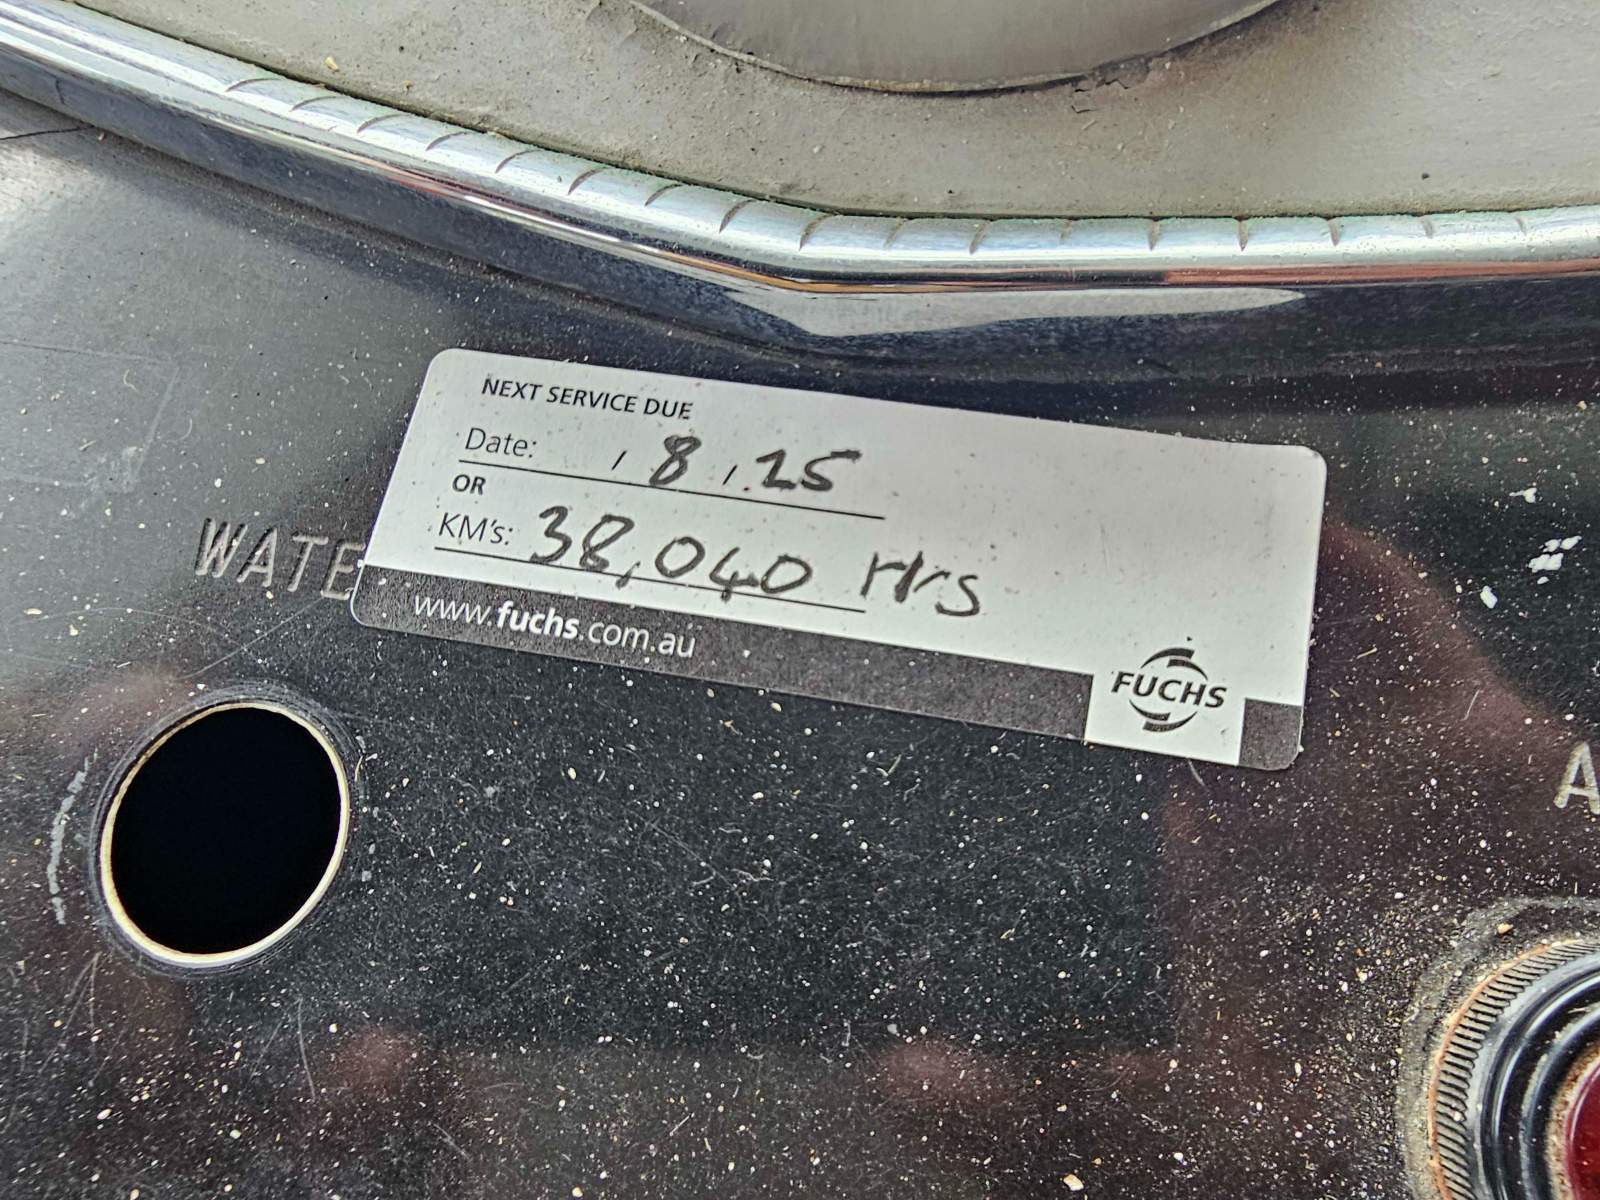 NEXT SERVICE DUE
Date: / 8 / 25
OR
KM's: 38,040 Hrs
www.fuchs.com.au
FUCHS
WATE
A